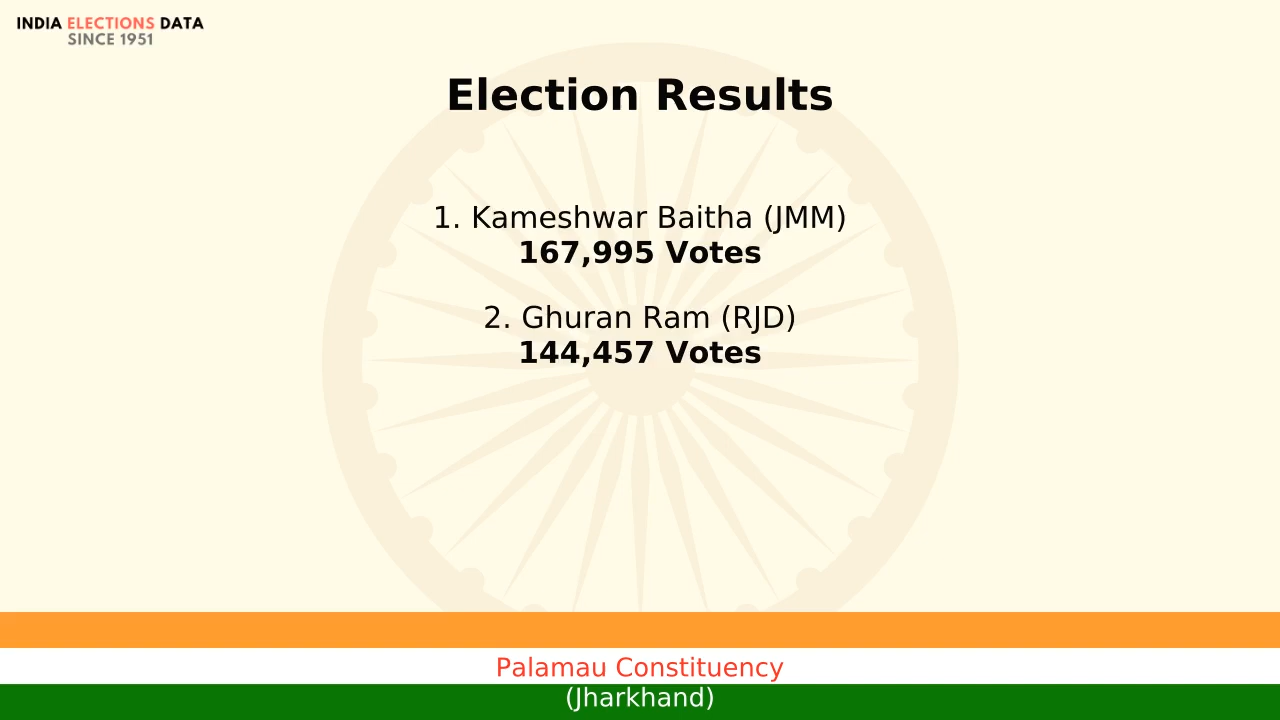 INDIA ELECTIONS DATA
SINCE 1951
Election Results
1. Kameshwar Baitha (JMM)
167,995 Votes
2. Ghuran Ram (RJD)
144,457 Votes
Palamau Constituency
(Jharkhand)